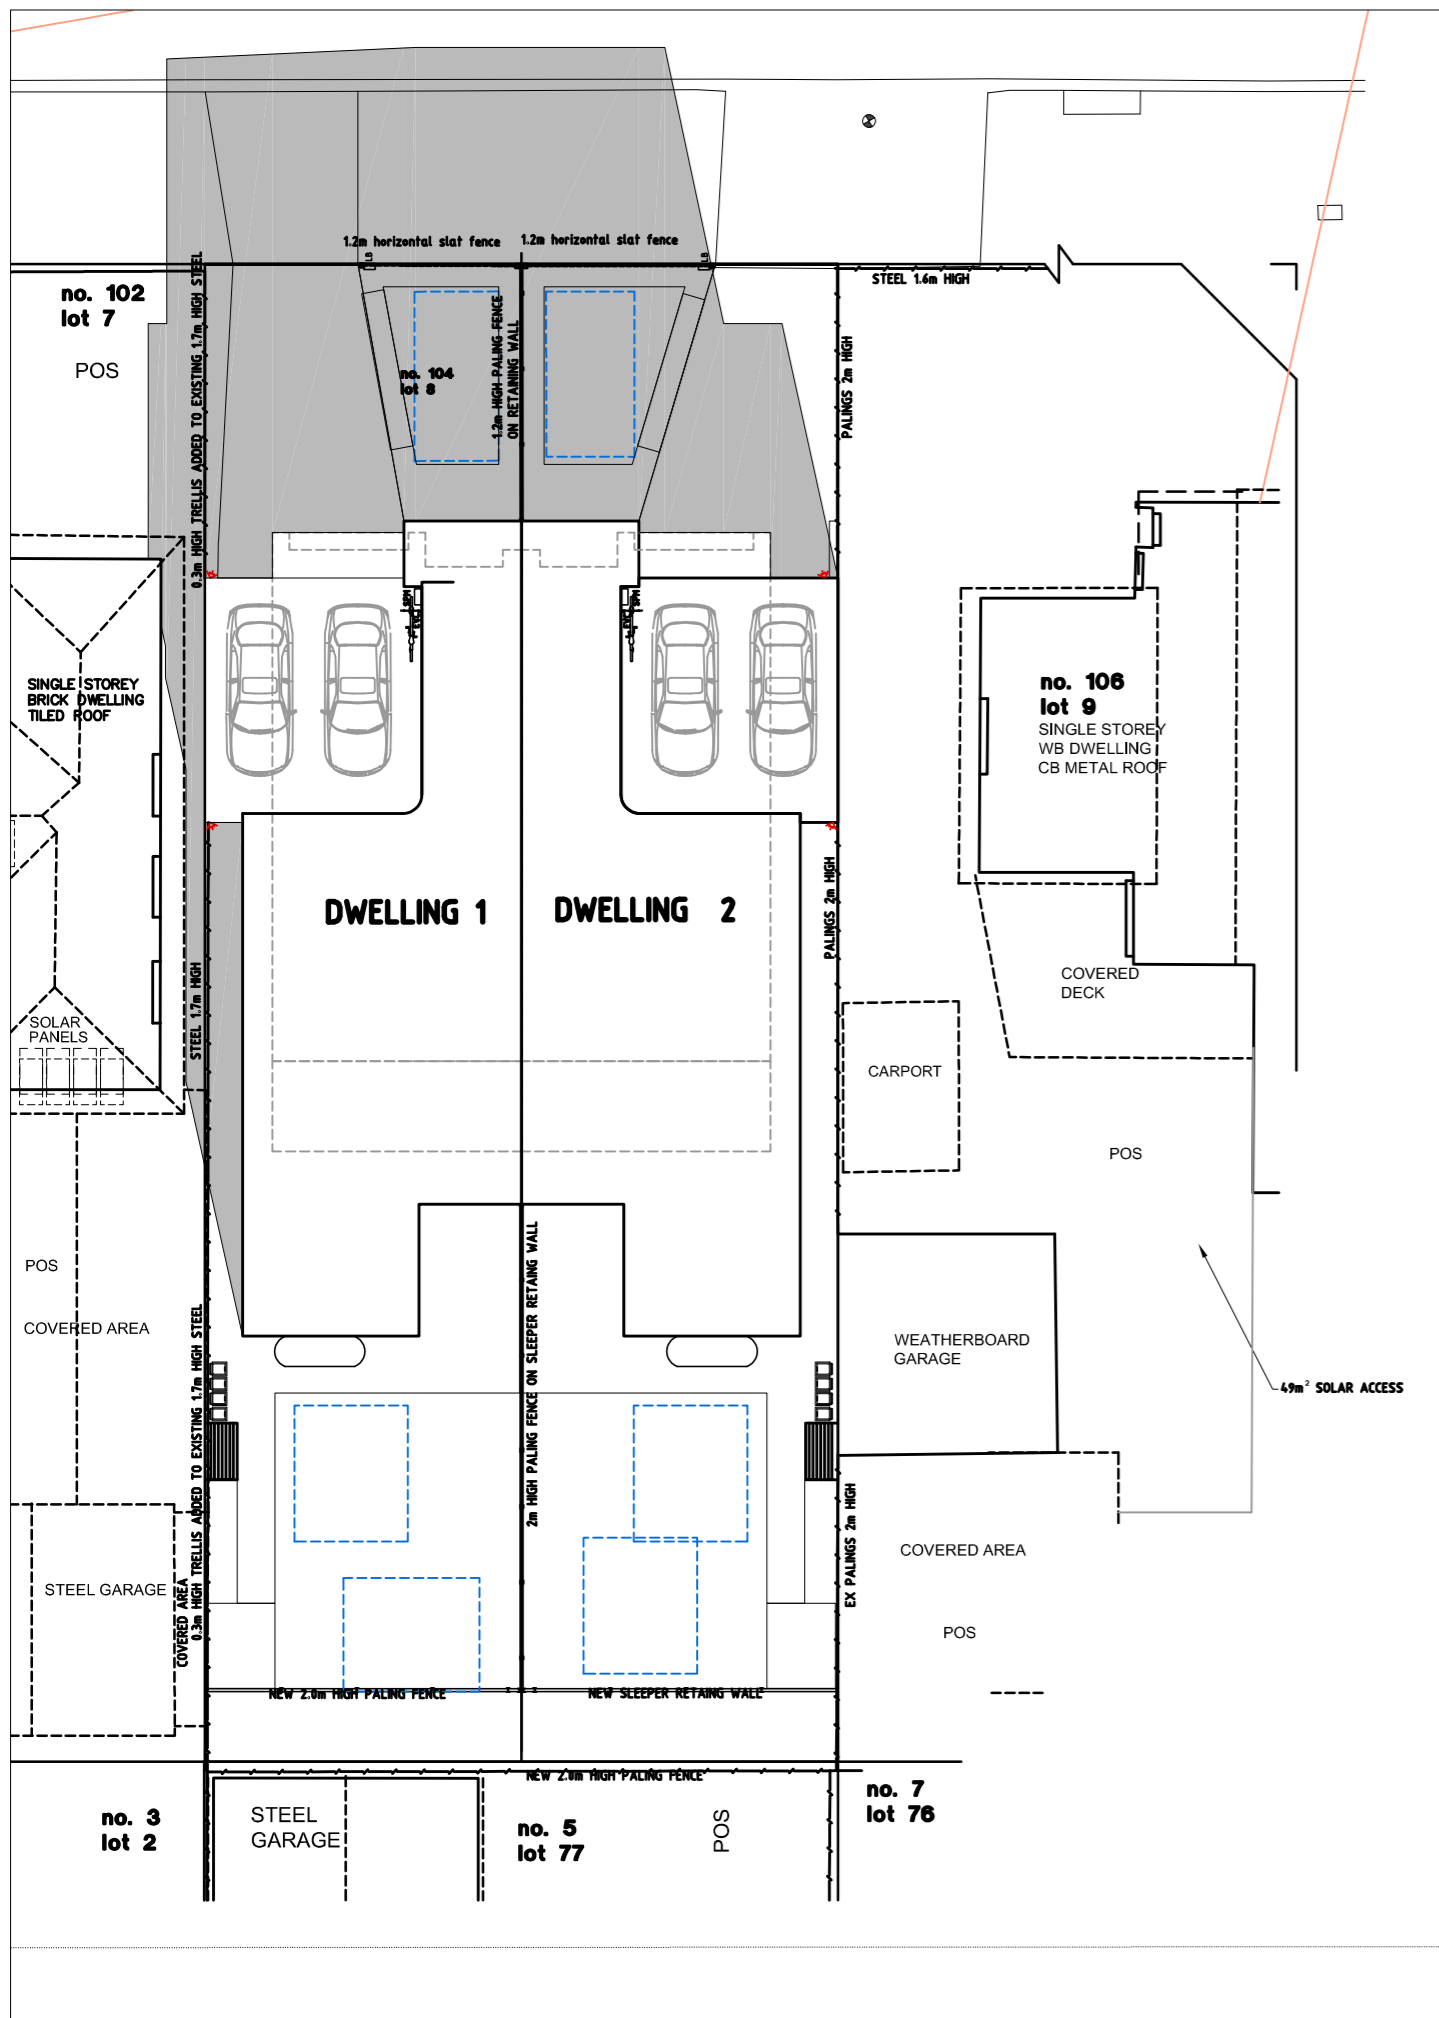 1.2m horizontal slat fence
1.2m horizontal slat fence
LB
LB
no. 102
lot 7
POS
STEEL 1.6m HIGH
0.3m HIGH TRELLIS ADDED TO EXISTING 1.7m HIGH STEEL
no. 104
lot 8
1.2m HIGH PALING FENCE
ON RETAINING WALL
PALINGS 2m HIGH
SPM
EVC
SPM
EVC
SINGLE STOREY
BRICK DWELLING
TILED ROOF
no. 106
lot 9
SINGLE STOREY
WB DWELLING
CB METAL ROOF
DWELLING 1
DWELLING 2
PALINGS 2m HIGH
STEEL 1.7m HIGH
COVERED
DECK
SOLAR
PANELS
CARPORT
POS
POS
COVERED AREA
0.3m HIGH TRELLIS ADDED TO EXISTING 1.7m HIGH STEEL
2m HIGH PALING FENCE ON SLEEPER RETAING WALL
WEATHERBOARD
GARAGE
49m² SOLAR ACCESS
EX PALINGS 2m HIGH
COVERED AREA
STEEL GARAGE
COVERED AREA
POS
NEW 2.0m HIGH PALING FENCE
NEW SLEEPER RETAING WALL
NEW 2.0m HIGH PALING FENCE
no. 3
lot 2
STEEL
GARAGE
no. 5
lot 77
POS
no. 7
lot 76